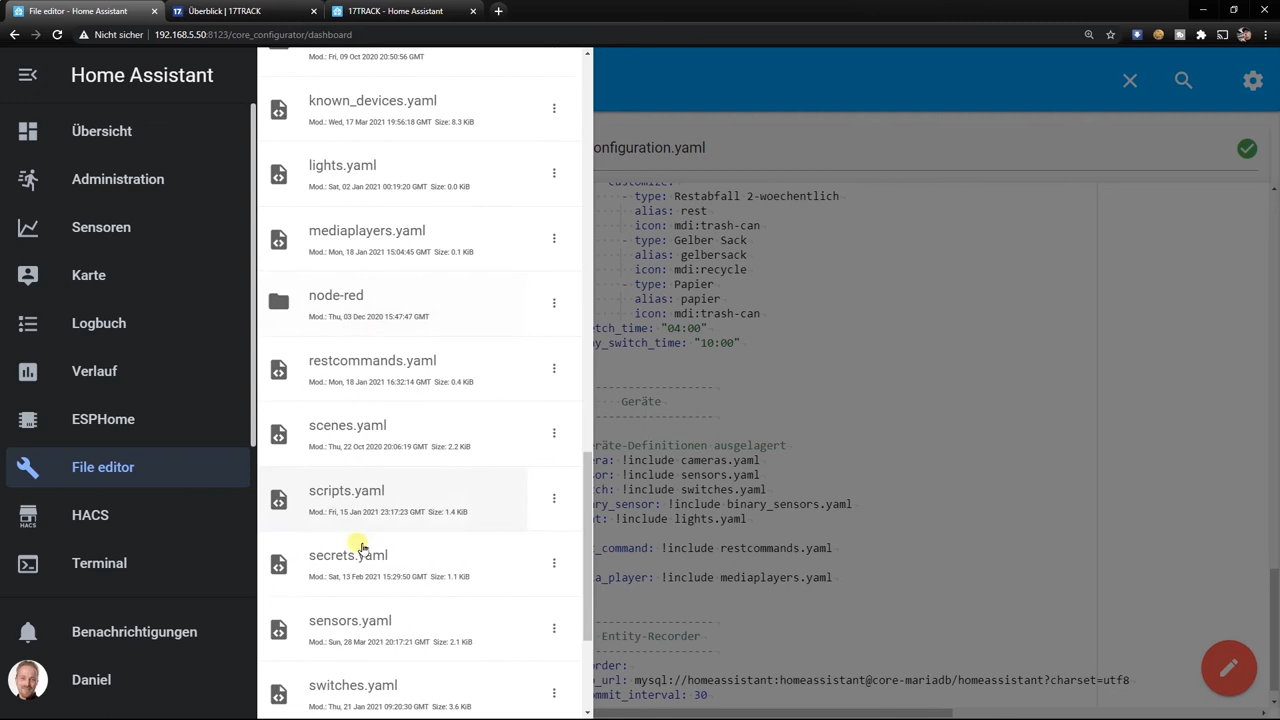 File editor - Home Assistant
Überblick | 17TRACK
17TRACK - Home Assistant
Nicht sicher | 192.168.5.50:8123/core_configurator/dashboard
Home Assistant
Übersicht
Administration
Sensoren
Karte
Logbuch
Verlauf
ESPHome
File editor
HACS
HACS
Terminal
Benachrichtigungen
Daniel
Mod.: Fri, 09 Oct 2020 20:50:56 GMT
known_devices.yaml
Mod.: Wed, 17 Mar 2021 19:56:18 GMT Size: 8.3 KiB
lights.yaml
Mod.: Sat, 02 Jan 2021 00:19:20 GMT Size: 0.0 KiB
mediaplayers.yaml
Mod.: Mon, 18 Jan 2021 15:04:45 GMT Size: 0.1 KiB
node-red
Mod.: Thu, 03 Dec 2020 15:47:47 GMT
restcommands.yaml
Mod.: Mon, 18 Jan 2021 16:32:14 GMT Size: 0.4 KiB
scenes.yaml
Mod.: Thu, 22 Oct 2020 20:06:19 GMT Size: 2.2 KiB
scripts.yaml
Mod.: Fri, 15 Jan 2021 23:17:23 GMT Size: 1.4 KiB
secrets.yaml
Mod.: Sat, 13 Feb 2021 15:29:50 GMT Size: 1.1 KiB
sensors.yaml
Mod.: Sun, 28 Mar 2021 20:17:21 GMT Size: 2.1 KiB
switches.yaml
Mod.: Thu, 21 Jan 2021 09:20:30 GMT Size: 3.6 KiB
onfiguration.yaml
customize:
- type: Restabfall 2-woechentlich
alias: rest
icon: mdi:trash-can
- type: Gelber Sack
alias: gelbersack
icon: mdi:recycle
- type: Papier
alias: papier
icon: mdi:trash-can
etch_time: "04:00"
ay_switch_time: "10:00"
----------------
Geräte
----------------
eräte-Definitionen ausgelagert
era: !include cameras.yaml
sor: !include sensors.yaml
tch: !include switches.yaml
ary_sensor: !include binary_sensors.yaml
ht: !include lights.yaml
_command: !include restcommands.yaml
a_player: !include mediaplayers.yaml
----------------
Entity-Recorder
----------------
rder:
_url: mysql://homeassistant:homeassistant@core-mariadb/homeassistant?charset=utf8
ommit_interval: 30